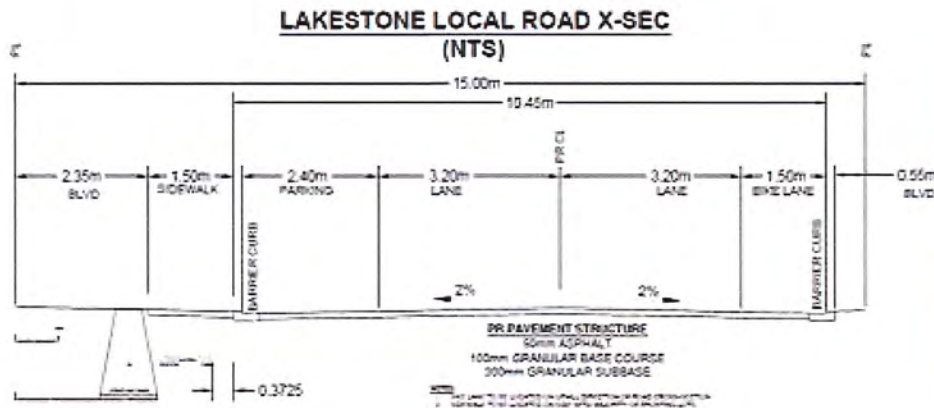 LAKESTONE LOCAL ROAD X-SEC
(NTS)
15.00m
10.45m
PR CL
2.35m
BLVD
1.50m
SIDEWALK
2.40m
PARKING
3.20m
LANE
3.20m
LANE
1.50m
BIKE LANE
0.55m
BLVD
BARRIER CURB
BARRIER CURB
2%
2%
PR PAVEMENT STRUCTURE
50mm ASPHALT
100mm GRANULAR BASE COURSE
300mm GRANULAR SUBBASE
0.3725